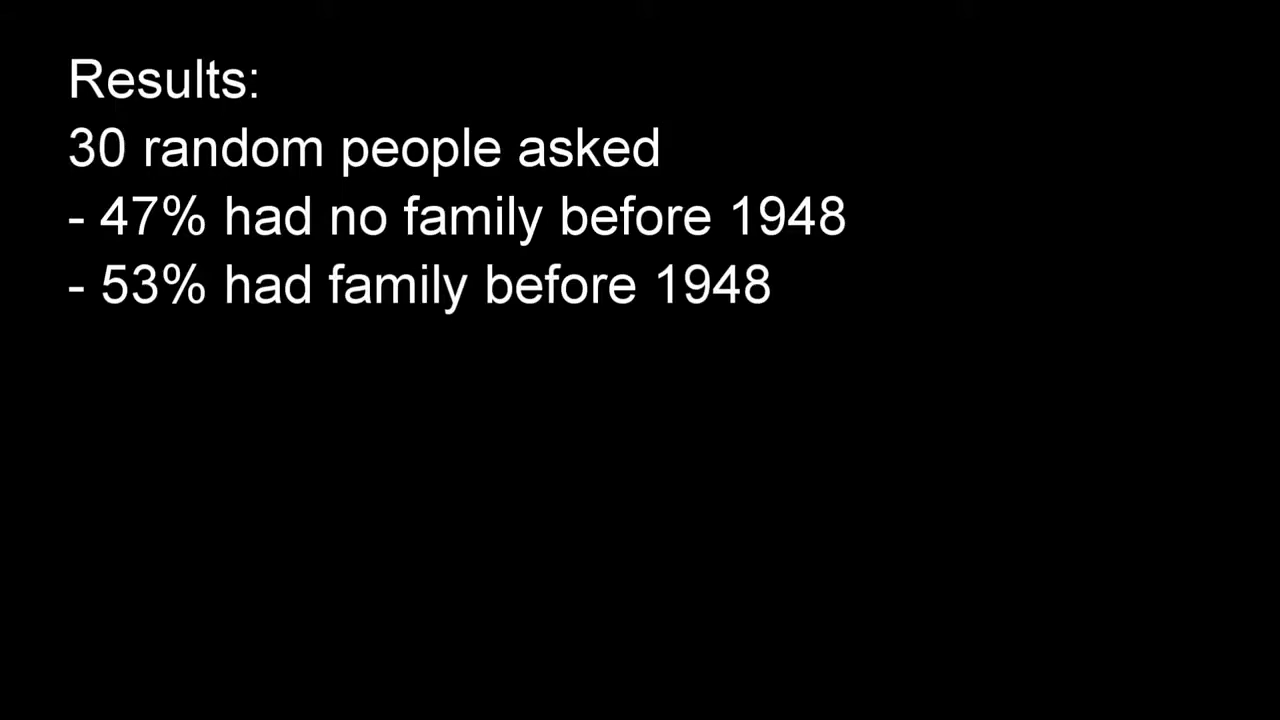 Results:
30 random people asked
- 47% had no family before 1948
- 53% had family before 1948